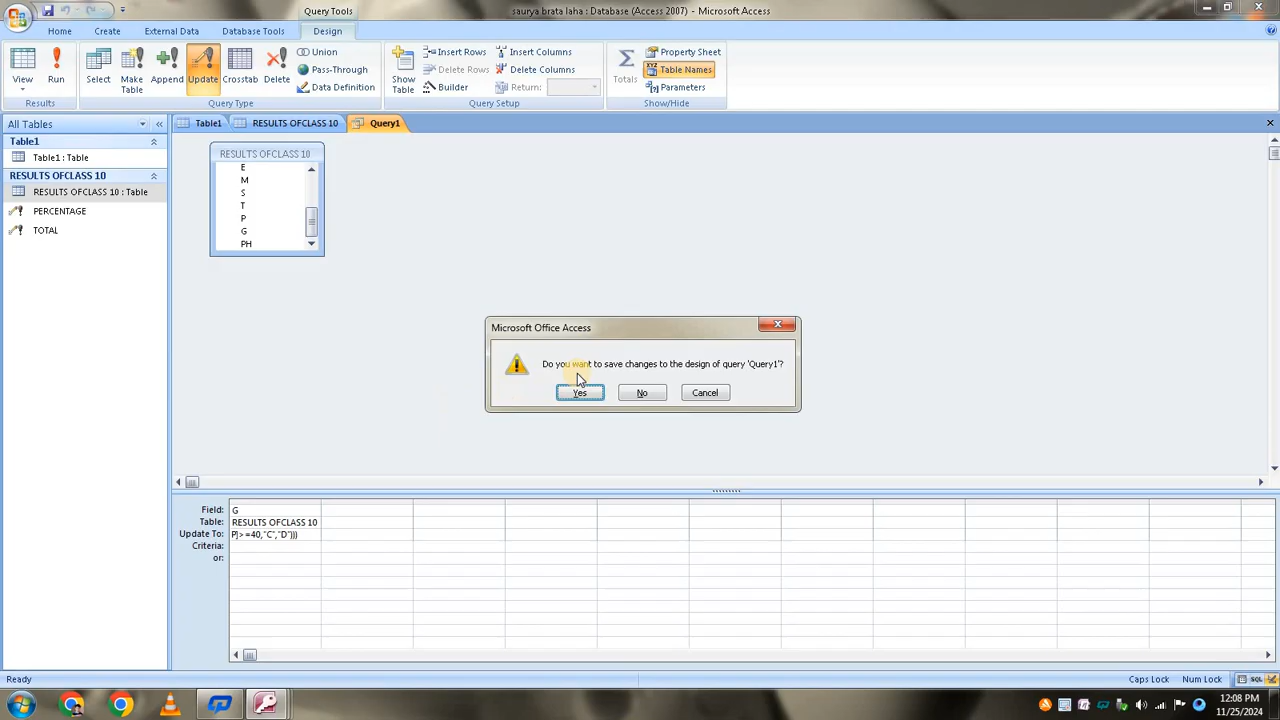 saurya brata laha : Database (Access 2007) - Microsoft Access
Query Tools
Home Create External Data Database Tools Design
View Run Select Make Table Append Update Crosstab Delete
Union
Pass-Through
Data Definition
Show Table
Insert Rows
Delete Rows
Builder
Insert Columns
Delete Columns
Return:
Totals
Property Sheet
XYZ Table Names
Parameters
Results Query Type Query Setup Show/Hide
All Tables
Table1
Table1 : Table
RESULTS OFCLASS 10
RESULTS OFCLASS 10 : Table
PERCENTAGE
TOTAL
Table1 RESULTS OFCLASS 10 Query1
RESULTS OFCLASS 10
E
M
S
T
P
G
PH
Microsoft Office Access
Do you want to save changes to the design of query 'Query1'?
Yes No Cancel
Field: G
Table: RESULTS OFCLASS 10
Update To: P]>=40,"C","D")))
Criteria:
or:
Ready
Caps Lock Num Lock SQL
12:08 PM
11/25/2024